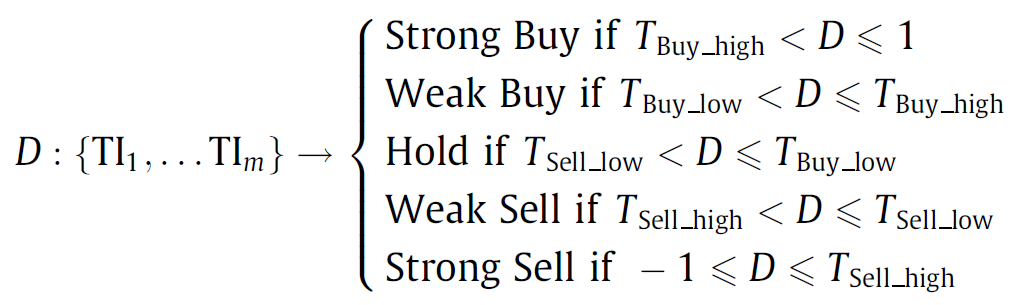 Strong Buy if T_Buy_high < D ⩽ 1
Weak Buy if T_Buy_low < D ⩽ T_Buy_high
D : {TI_1, ... TI_m} → { Hold if T_Sell_low < D ⩽ T_Buy_low
Weak Sell if T_Sell_high < D ⩽ T_Sell_low
Strong Sell if − 1 ⩽ D ⩽ T_Sell_high